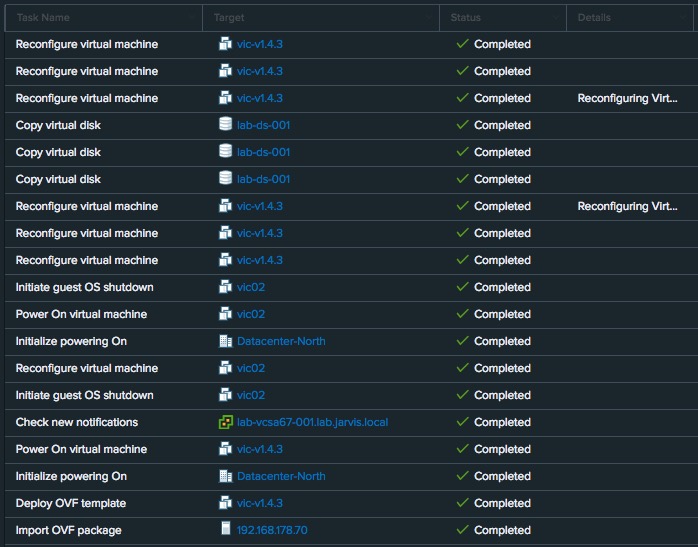 Task Name Target Status Details
Reconfigure virtual machine vic-v1.4.3 Completed
Reconfigure virtual machine vic-v1.4.3 Completed
Reconfigure virtual machine vic-v1.4.3 Completed Reconfiguring Virt...
Copy virtual disk lab-ds-001 Completed
Copy virtual disk lab-ds-001 Completed
Copy virtual disk lab-ds-001 Completed
Reconfigure virtual machine vic-v1.4.3 Completed Reconfiguring Virt...
Reconfigure virtual machine vic-v1.4.3 Completed
Reconfigure virtual machine vic-v1.4.3 Completed
Initiate guest OS shutdown vic02 Completed
Power On virtual machine vic02 Completed
Initialize powering On Datacenter-North Completed
Reconfigure virtual machine vic02 Completed
Initiate guest OS shutdown vic02 Completed
Check new notifications lab-vcsa67-001.lab.jarvis.local Completed
Power On virtual machine vic-v1.4.3 Completed
Initialize powering On Datacenter-North Completed
Deploy OVF template vic-v1.4.3 Completed
Import OVF package 192.168.178.70 Completed